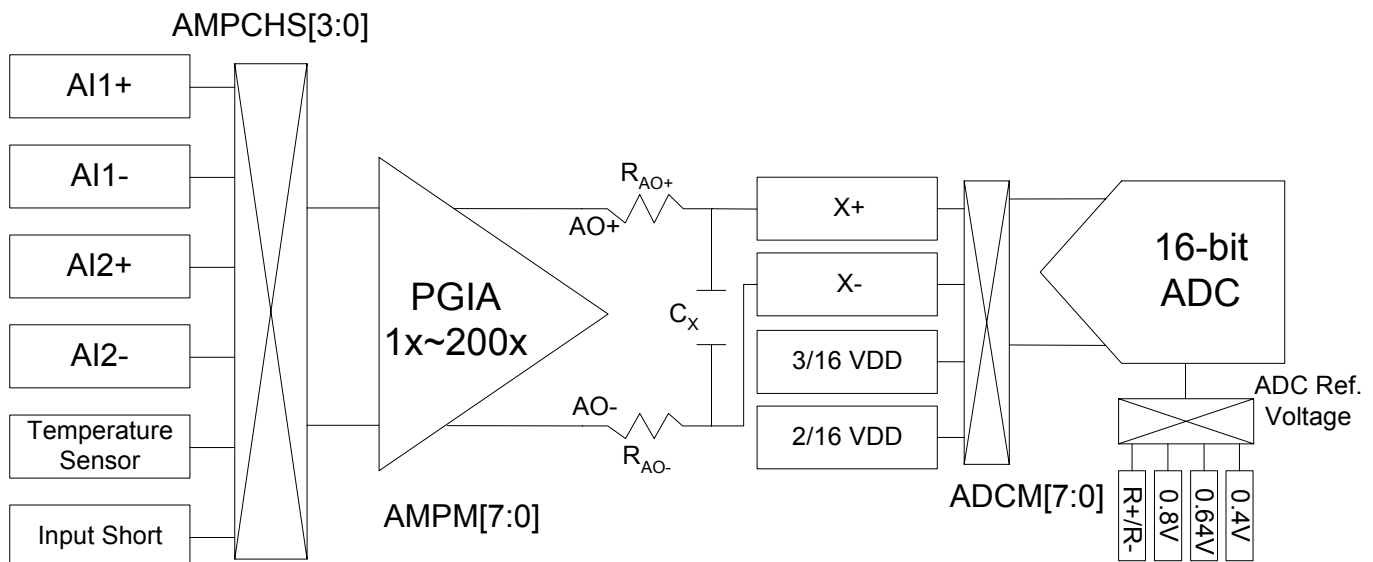 AMPCHS[3:0]
AI1+
AI1-
AI2+
AI2-
Temperature
Sensor
Input Short
PGIA
1x~200x
AMPM[7:0]
AO+
RAO+
CX
AO-
RAO-
X+
X-
3/16 VDD
2/16 VDD
ADCM[7:0]
16-bit
ADC
ADC Ref.
Voltage
R+/R-
0.8V
0.64V
0.4V